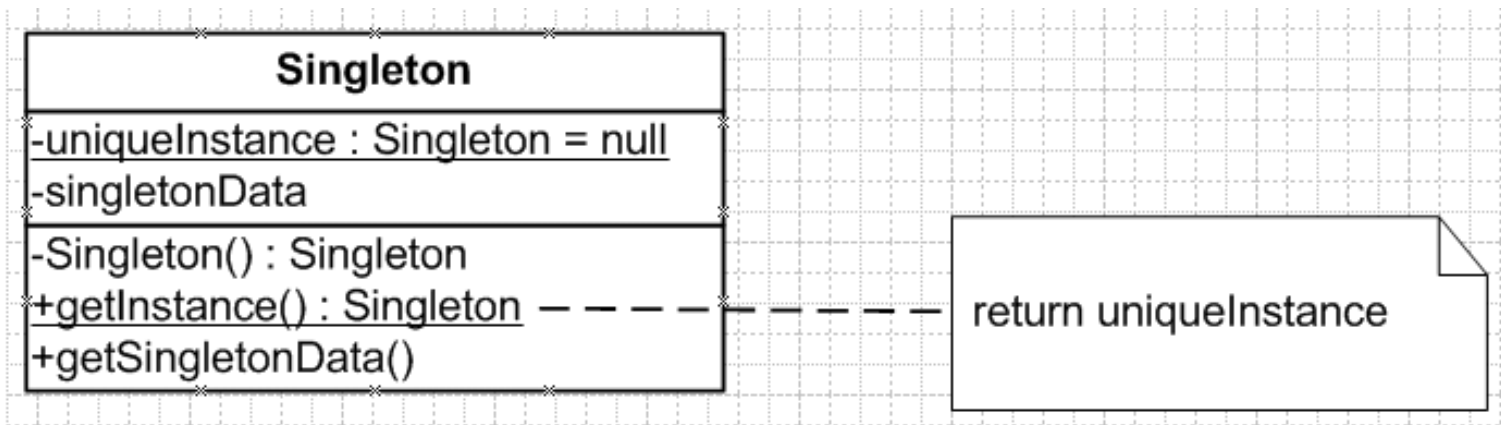 Singleton
-uniqueInstance : Singleton = null
-singletonData
-Singleton() : Singleton
+getInstance() : Singleton
+getSingletonData()
return uniqueInstance